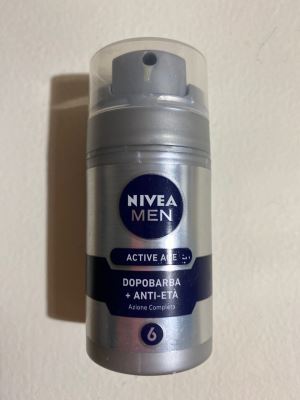 NIVEA
MEN
ACTIVE AGE
DOPOBARBA
+ ANTI-ETÀ
Azione Completa
6